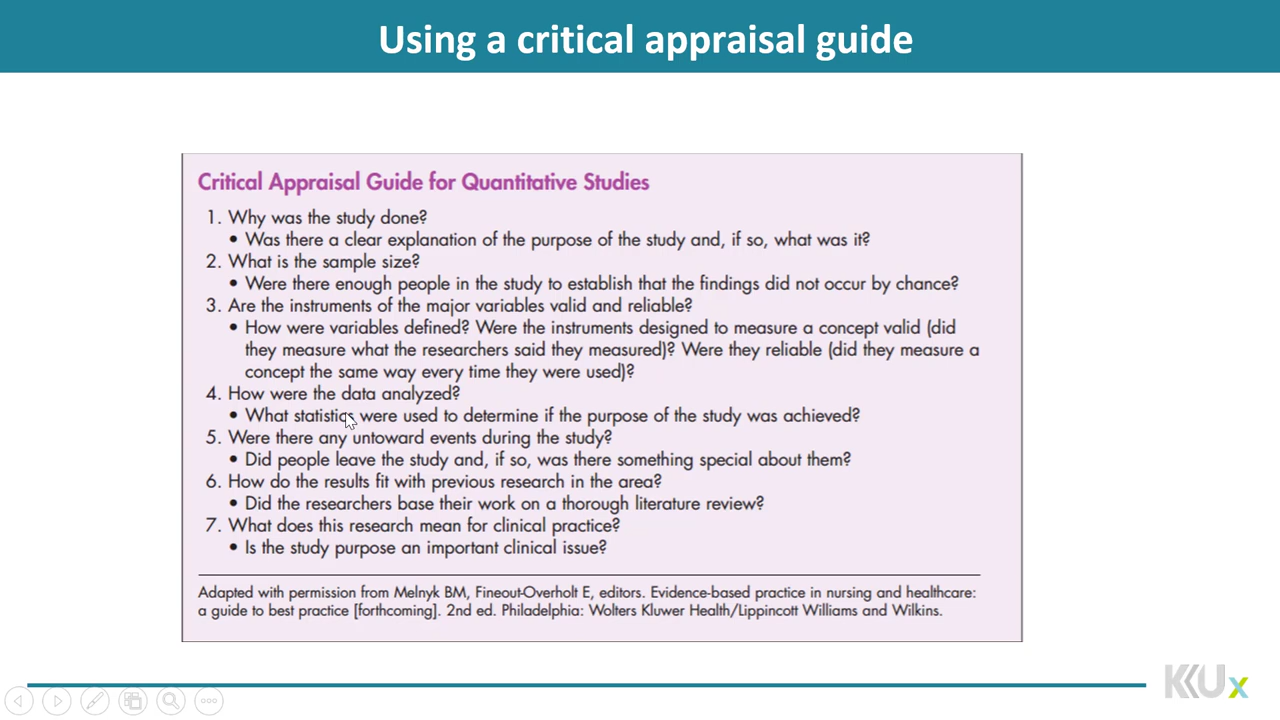 Using a critical appraisal guide
Critical Appraisal Guide for Quantitative Studies
1. Why was the study done?
• Was there a clear explanation of the purpose of the study and, if so, what was it?
2. What is the sample size?
• Were there enough people in the study to establish that the findings did not occur by chance?
3. Are the instruments of the major variables valid and reliable?
• How were variables defined? Were the instruments designed to measure a concept valid (did
they measure what the researchers said they measured)? Were they reliable (did they measure a
concept the same way every time they were used)?
4. How were the data analyzed?
• What statistics were used to determine if the purpose of the study was achieved?
5. Were there any untoward events during the study?
• Did people leave the study and, if so, was there something special about them?
6. How do the results fit with previous research in the area?
• Did the researchers base their work on a thorough literature review?
7. What does this research mean for clinical practice?
• Is the study purpose an important clinical issue?
Adapted with permission from Melnyk BM, Fineout-Overholt E, editors. Evidence-based practice in nursing and healthcare:
a guide to best practice [forthcoming]. 2nd ed. Philadelphia: Wolters Kluwer Health/Lippincott Williams and Wilkins.
KKUx